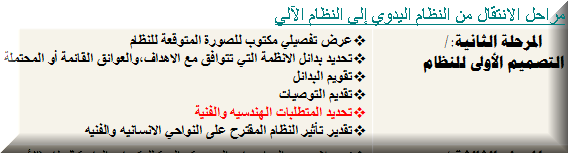 مراحل الانتقال من النظام اليدوي إلى النظام الآلي
المرحلة الثانية:/
التصميم الأولى للنظام
❖عرض تفصيلي مكتوب للصورة المتوقعة للنظام
❖تحديد بدائل الانظمة التي تتوافق مع الاهداف،والعوائق القائمة أو المحتملة
❖تقويم البدائل
❖تقديم التوصيات
❖تحديد المتطلبات الهندسيه والفنية
❖تقدير تأثير النظام المقترح على النواحي الانسانيه والفنيه